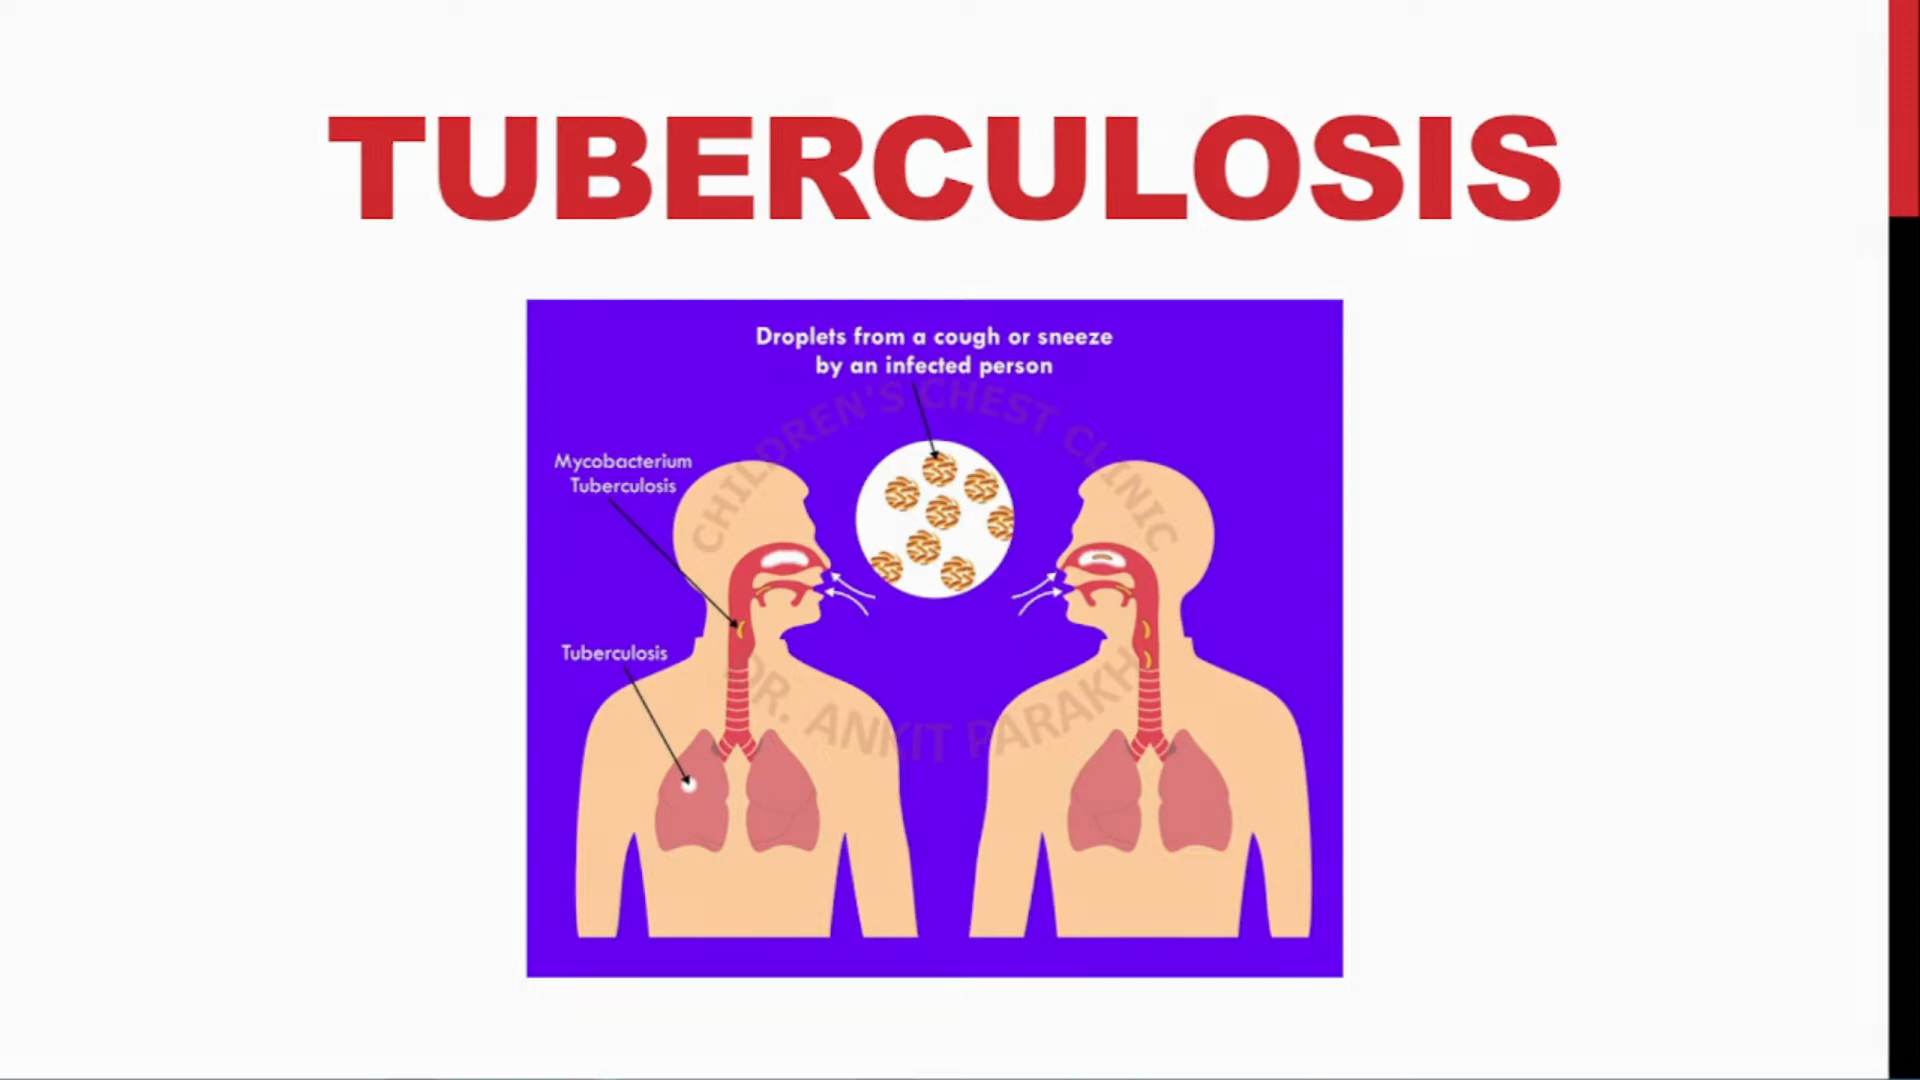 TUBERCULOSIS
Droplets from a cough or sneeze
by an infected person
CHILDREN'S CHEST CLINIC
Mycobacterium
Tuberculosis
Tuberculosis
DR. ANKIT PARAKH